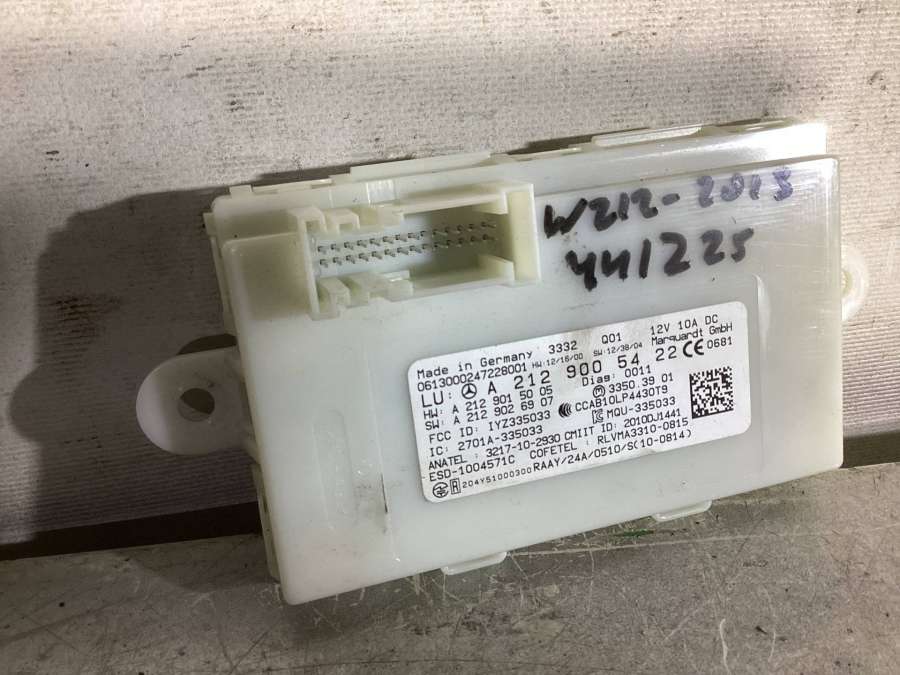 W212-2013
441225
Made in Germany 3332 Q01 12V 10A DC
0613000247228001 HW:12/16/00 SW:12/38/04 Marquardt GmbH
LU: A 212 900 54 22 CE 0681
HW: A 212 901 50 05 Diag: 0011
SW: A 212 902 69 07 M 3350.39 01
FCC ID: IYZ335033 CCAB10LP4430T9
IC: 2701A-335033 MQU-335033
ANATEL: 3217-10-2930 CMIIT ID: 2010DJ1441
ESD-1004571C COFETEL: RLVMA3310-0815
R 204Y51000300 RAAY/24A/0510/S(10-0814)